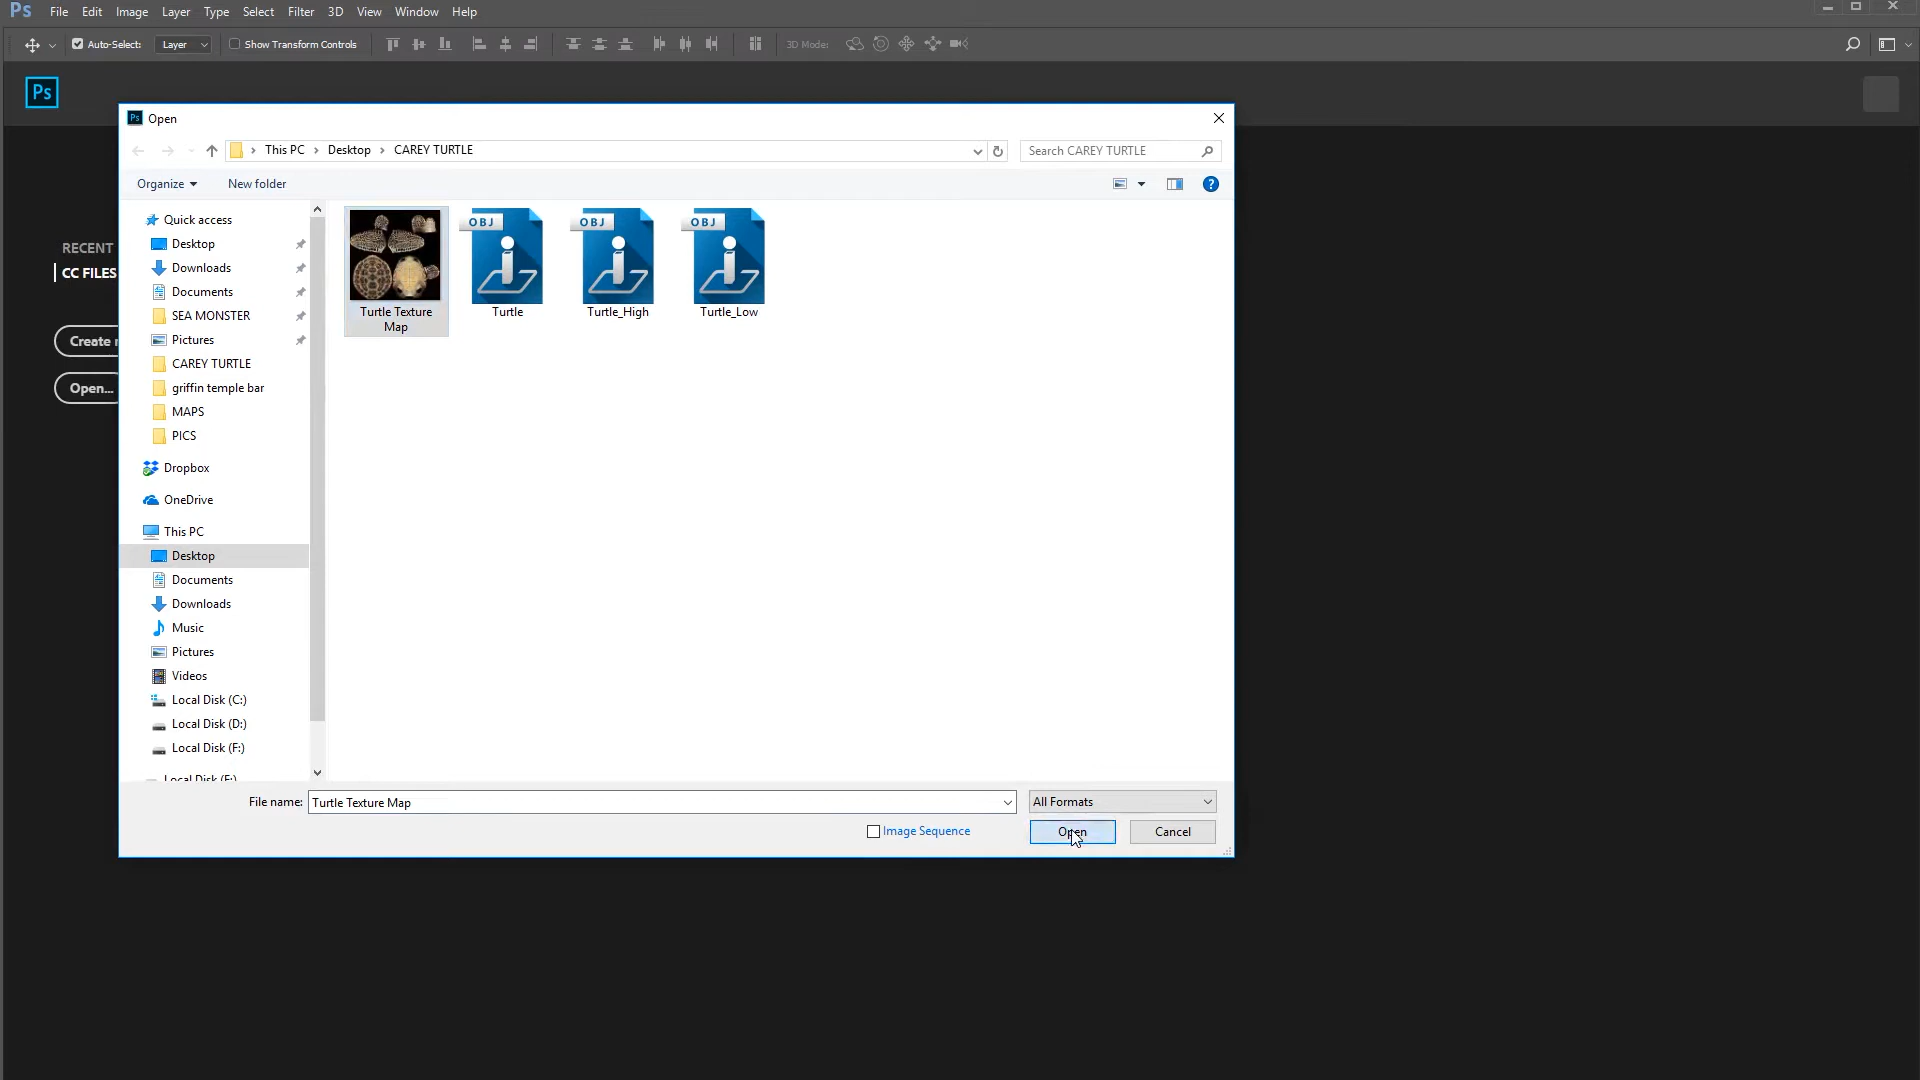 Ps File Edit Image Layer Type Select Filter 3D View Window Help
Auto-Select: Layer Show Transform Controls 3D Mode:
Ps
Ps Open
This PC > Desktop > CAREY TURTLE
Search CAREY TURTLE
Organize New folder
RECENT
CC FILES
Create
Open...
Quick access
Desktop
Downloads
Documents
SEA MONSTER
Pictures
CAREY TURTLE
griffin temple bar
MAPS
PICS
Dropbox
OneDrive
This PC
Desktop
Documents
Downloads
Music
Pictures
Videos
Local Disk (C:)
Local Disk (D:)
Local Disk (F:)
Local Disk
OBJ OBJ OBJ
Turtle Texture Map
Turtle
Turtle_High
Turtle_Low
File name: Turtle Texture Map
All Formats
Image Sequence
Open
Cancel